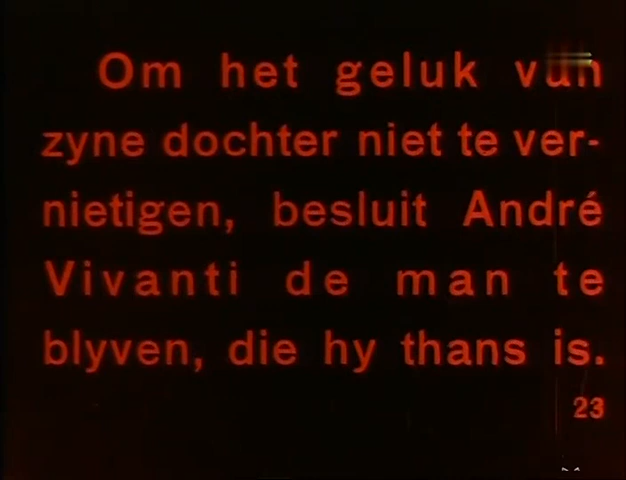 Om het geluk van
zyne dochter niet te ver-
nietigen, besluit André
Vivanti de man te
blyven, die hy thans is.
23